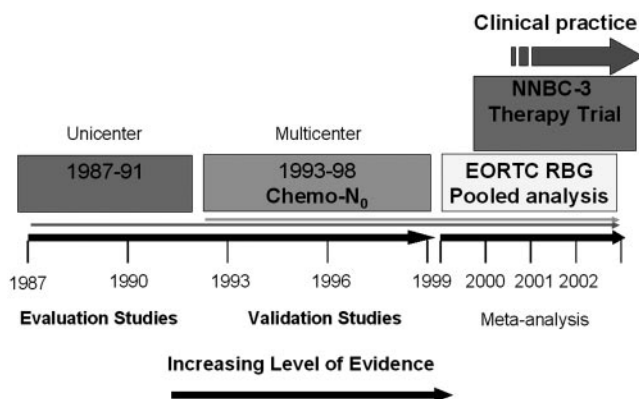 Clinical practice
NNBC-3
Therapy Trial
Unicenter
Multicenter
1987-91
1993-98
Chemo-N0
EORTC RBG
Pooled analysis
1987
1990
1993
1996
1999
2000
2001
2002
Evaluation Studies
Validation Studies
Meta-analysis
Increasing Level of Evidence